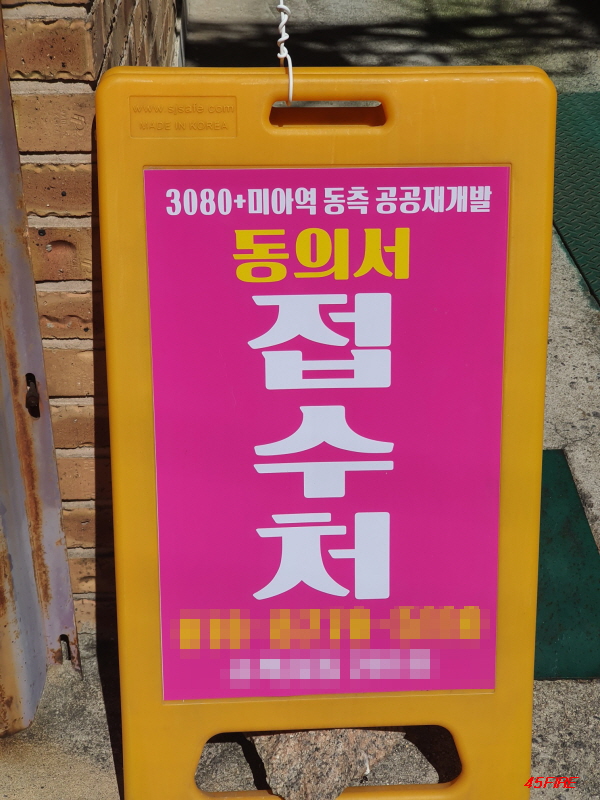 www.sjsafe.com
MADE IN KOREA
3080+미아역 동측 공공재개발
동의서
접
수
처